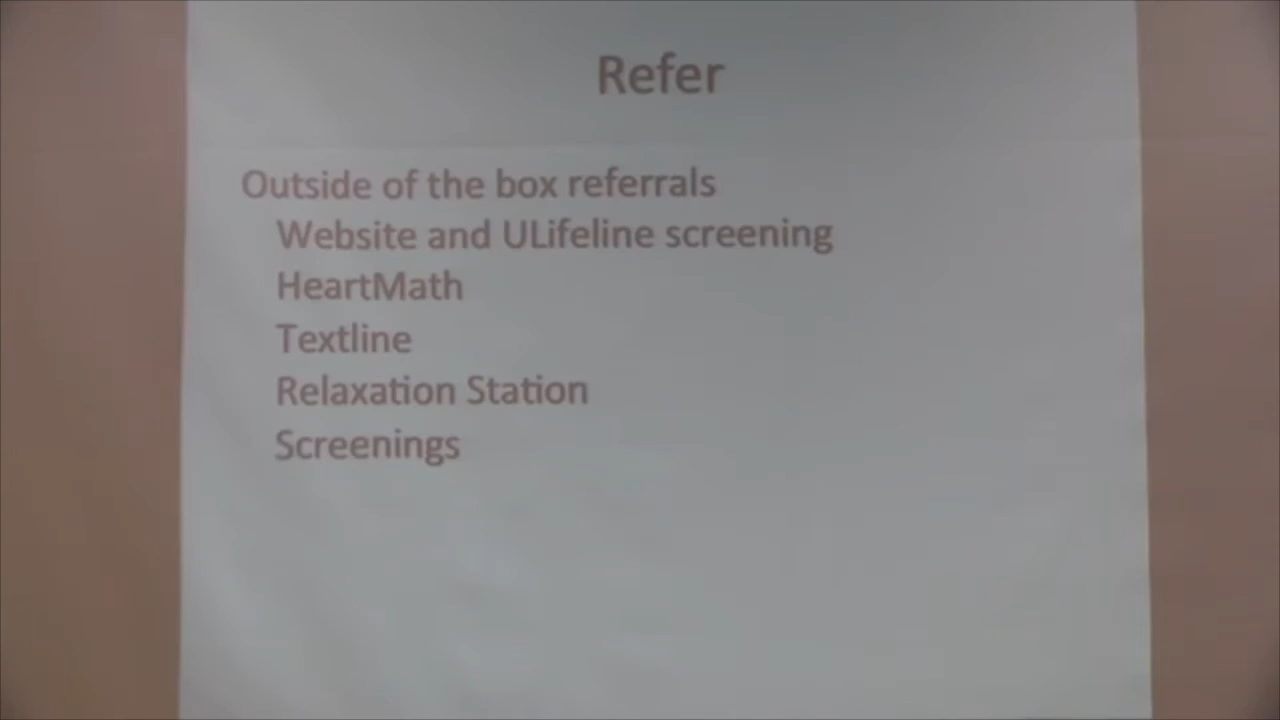 Refer
Outside of the box referrals
Website and ULifeline screening
HeartMath
Textline
Relaxation Station
Screenings